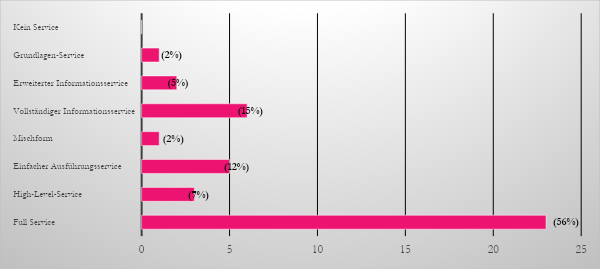 Kein Service
Grundlagen-Service (2%)
Erweiterter Informationsservice (5%)
Vollständiger Informationsservice (15%)
Mischform (2%)
Einfacher Ausführungsservice (12%)
High-Level-Service (7%)
Full Service (56%)
0 5 10 15 20 25